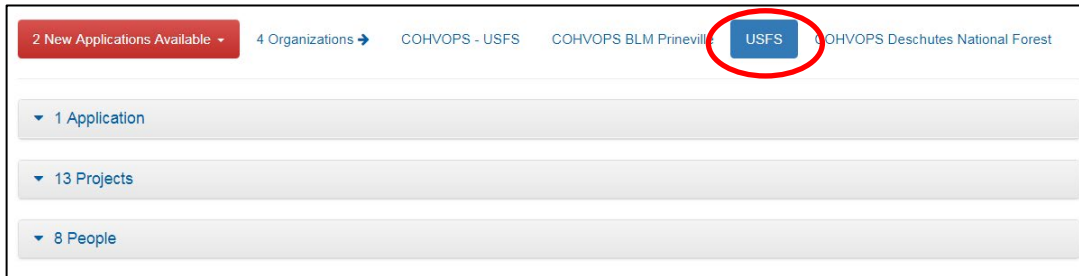 2 New Applications Available 4 Organizations COHVOPS - USFS COHVOPS BLM Prineville USFS COHVOPS Deschutes National Forest
1 Application
13 Projects
8 People